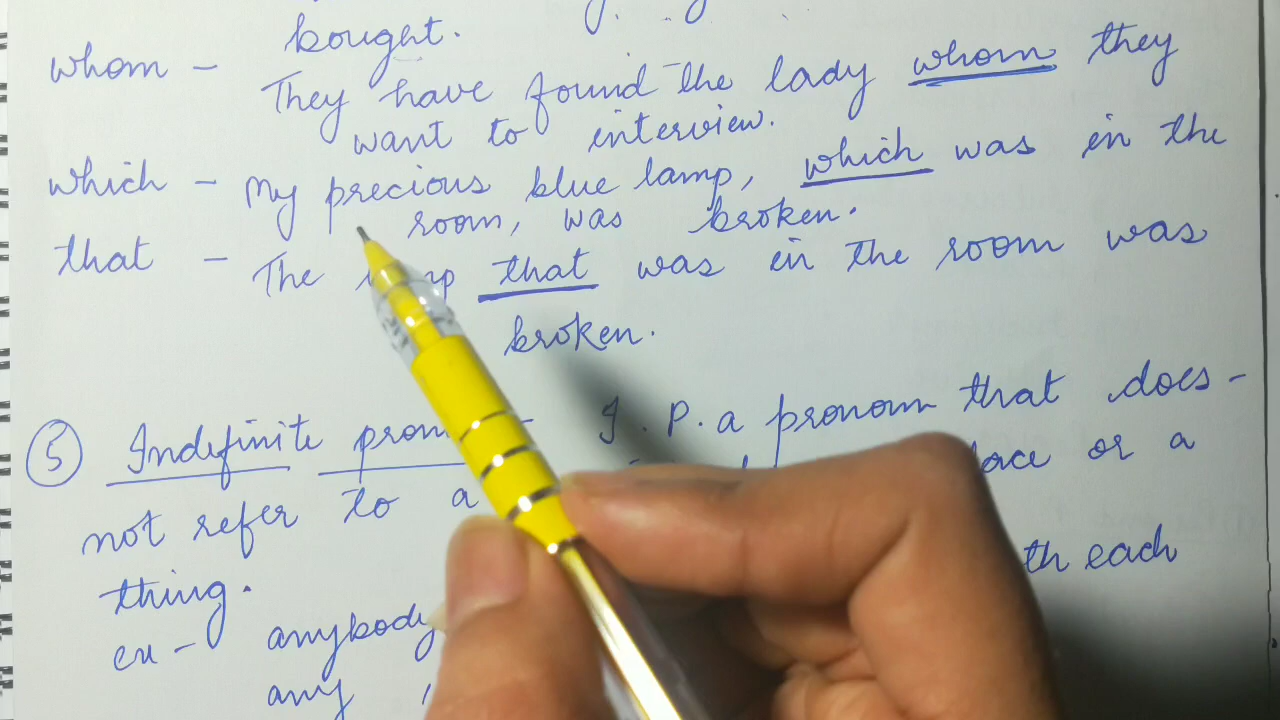 bought.
whom - They have found the lady whom they
want to interview.
which - My precious blue lamp, which was in the
room, was broken.
that - The that was in the room was
broken.
5 Indefinite - I. P. a pronoun that does-
not refer to a or a
thing.
ex - anybody each
any